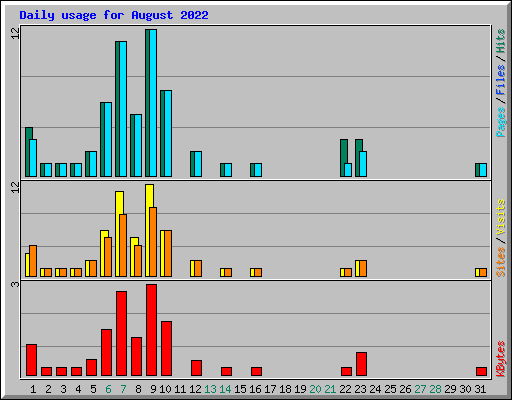 Daily usage for August 2022
12
Pages / Files / Hits
12
Sites / Visits
3
KBytes
1 2 3 4 5 6 7 8 9 10 11 12 13 14 15 16 17 18 19 20 21 22 23 24 25 26 27 28 29 30 31